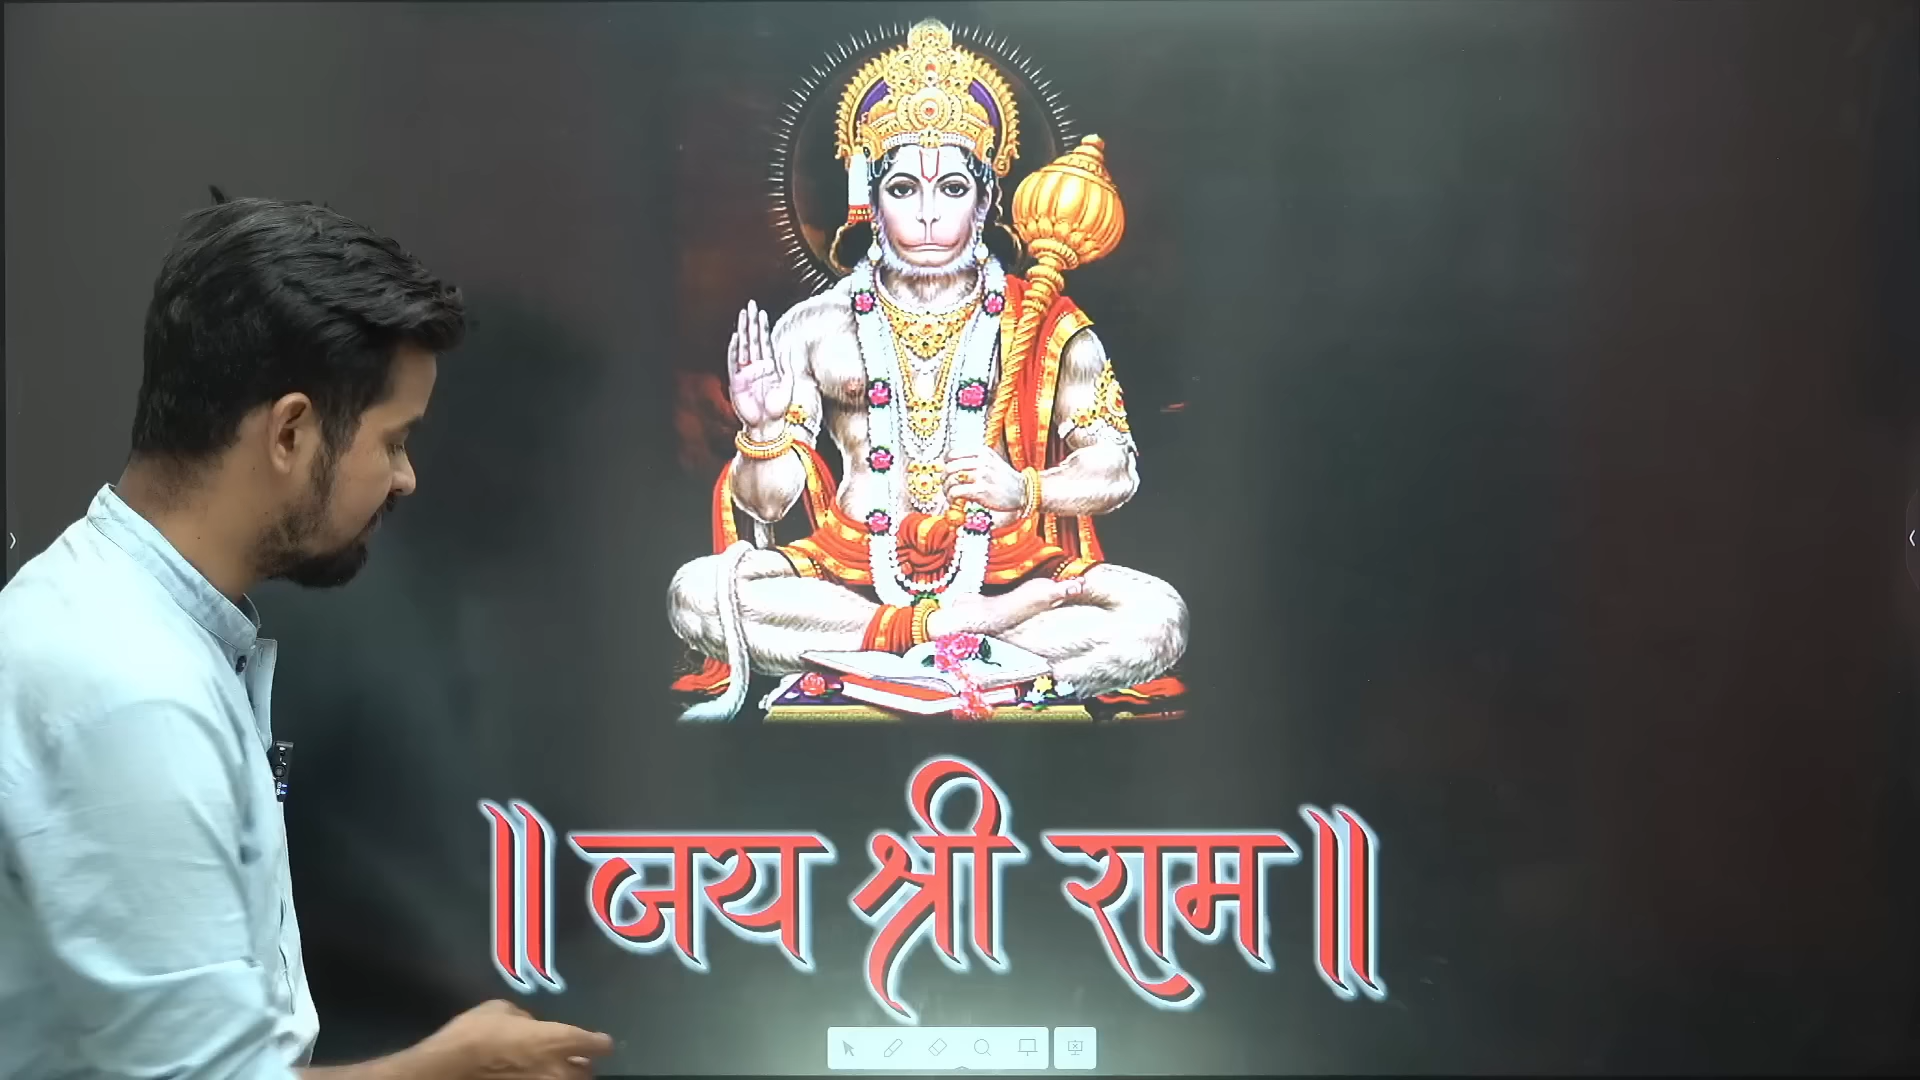 ॥ जय श्री राम ॥